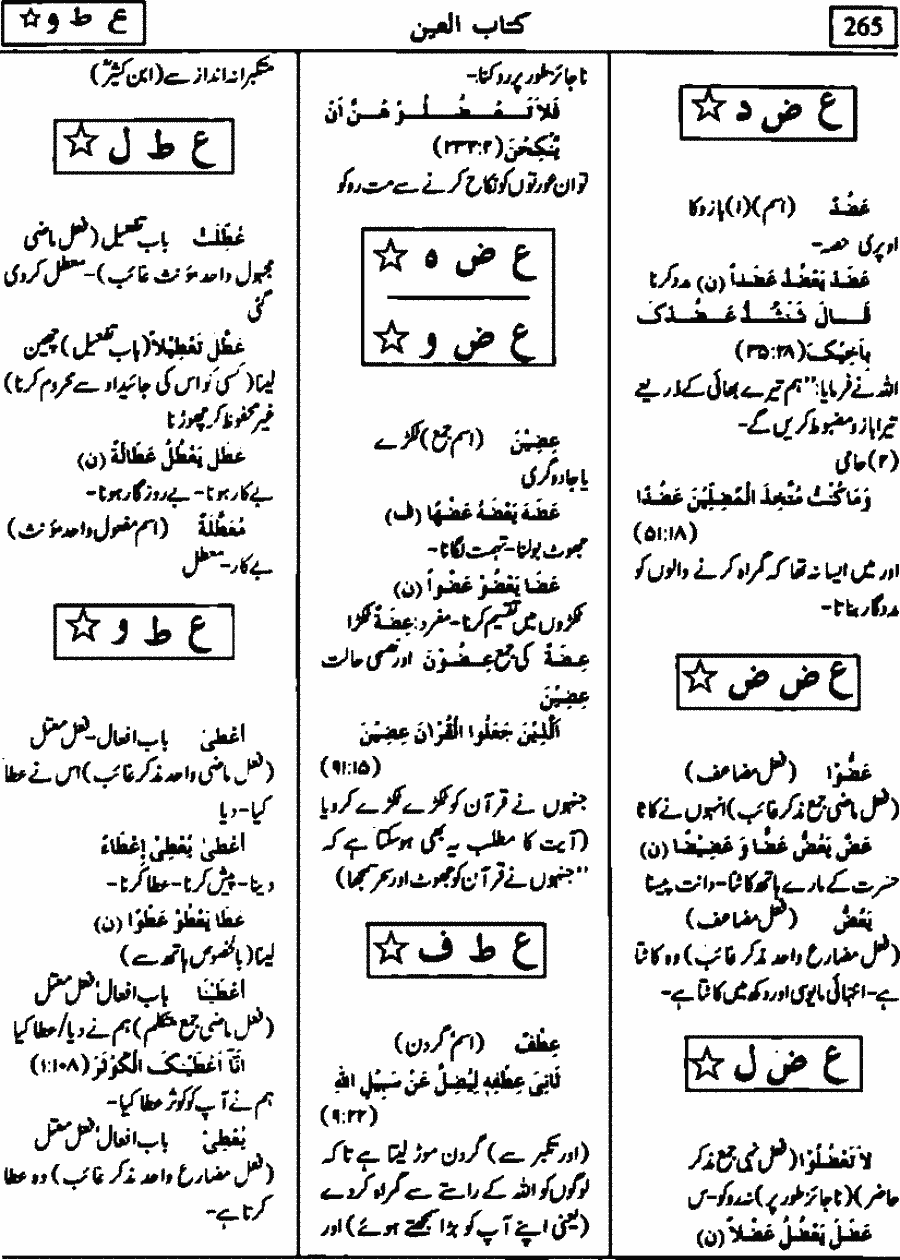 265
كتاب العين
ع ط و ☆
ع ض د ☆
عَضُدٌ (اسم)(۱) بازو کا
اوپری حصہ-
عَضَدَ يَعْضُدُ عَضْداً (ن) مدد کرنا
قَالَ سَنَشُدُّ عَضُدَكَ
بِاَخِيْكَ (۳۵:۲۸)
اللہ نے فرمایا: "ہم تیرے بھائی کے ذریعے
تیرا بازو مضبوط کریں گے-
(۲) حامی
وَمَا كُنْتُ مُتَّخِذَ الْمُضِلِّيْنَ عَضُدًا
(۵۱:۱۸)
اور میں ایسا نہ تھا کہ گمراہ کرنے والوں کو
مددگار بناتا-
ع ض ض ☆
عَضُّوْا (فعل مضاعف)
(فعل ماضی جمع مذکر غائب) انہوں نے کاٹا
عَضَّ يَعَضُّ عَضًّا وَ عَضِيْضًا (ن)
حسرت کے مارے ہاتھ کاٹنا- دانت پیسنا
يَعَضُّ (فعل مضاعف)
(فعل مضارع واحد مذکر غائب) وہ کاٹتا
ہے- انتہائی مایوسی اور دکھ میں کاٹتا ہے-
ع ض ل ☆
لَا تَعْضُلُوْا (فعل نہی جمع مذکر
حاضر)(ناجائز طور پر) نہ روکو- س
عَضَلَ يَعْضُلُ عَضْلاً (ن)
ناجائز طور پر روکنا-
فَلاَ تَعْضُلُوْهُنَّ اَنْ
يَّنْكِحْنَ (۲۳۳:۲)
تو ان عورتوں کو نکاح کرنے سے مت روکو
ع ض ه ☆
ع ض و ☆
عِضِيْنَ (اسم جمع) ٹکڑے
یا جادوگری
عَضَهَ يَعْضَهُ عَضْهًا (ف)
جھوٹ بولنا- تہمت لگانا-
عَضَا يَعْضُوْ عَضْواً (ن)
ٹکڑوں میں تقسیم کرنا- مفرد: عِضَةٌ ٹکڑا
عِضَةٌ کی جمع عِضُوْنَ اور نصبی حالت
عِضِيْنَ
اَلَّذِيْنَ جَعَلُوا الْقُرْاٰنَ عِضِيْنَ
(۹۱:۱۵)
جنہوں نے قرآن کو ٹکڑے ٹکڑے کر دیا
(آیت کا مطلب یہ بھی ہوسکتا ہے کہ
"جنہوں نے قرآن کو جھوٹ اور سحر سمجھا)
ع ط ف ☆
عِطْفٌ (اسم' گردن)
ثَانِيَ عِطْفِهٖ لِيُضِلَّ عَنْ سَبِيْلِ اللّٰهِ
(۹:۲۲)
(اور تکبر سے) گردن موڑ لیتا ہے تا کہ
لوگوں کو اللہ کے راستے سے گمراہ کر دے
(یعنی اپنے آپ کو بڑا سمجھتے ہوئے) اور
متکبرانہ انداز سے (ابن کثیرؒ)
ع ط ل ☆
عُطِّلَتْ باب تفعیل (فعل ماضی
مجہول واحد مؤنث غائب)- معطل کر دی
گئی
عَطَّلَ تَعْطِيْلاً (باب تفعیل) چھین
لینا (کسی کو اس کی جائیداد سے محروم کرنا)
غیر محفوظ کر چھوڑنا
عَطَلَ يَعْطُلُ عَطَالَةً (ن)
بے کار ہونا- بے روزگار ہونا-
مُعَطَّلَةٌ (اسم مفعول واحد مؤنث)
بے کار- معطل
ع ط و ☆
اَعْطٰى باب افعال- فعل معتل
(فعل ماضی واحد مذکر غائب) اس نے عطا
کیا- دیا
اَعْطٰى يُعْطِيْ اِعْطَاءً
دینا- پیش کرنا- عطا کرنا-
عَطَا يَعْطُوْ عَطْوًا (ن)
لینا (بالخصوص ہاتھ سے)
اَعْطَيْنَا باب افعال' فعل معتل
(فعل ماضی جمع متکلم) ہم نے دیا/عطا کیا
اِنَّآ اَعْطَيْنٰكَ الْكَوْثَرَ (۱:۱۰۸)
ہم نے آپ کو کوثر عطا کیا-
يُعْطِيْ باب افعال' فعل معتل
(فعل مضارع واحد مذکر غائب) وہ عطا
کرتا ہے-